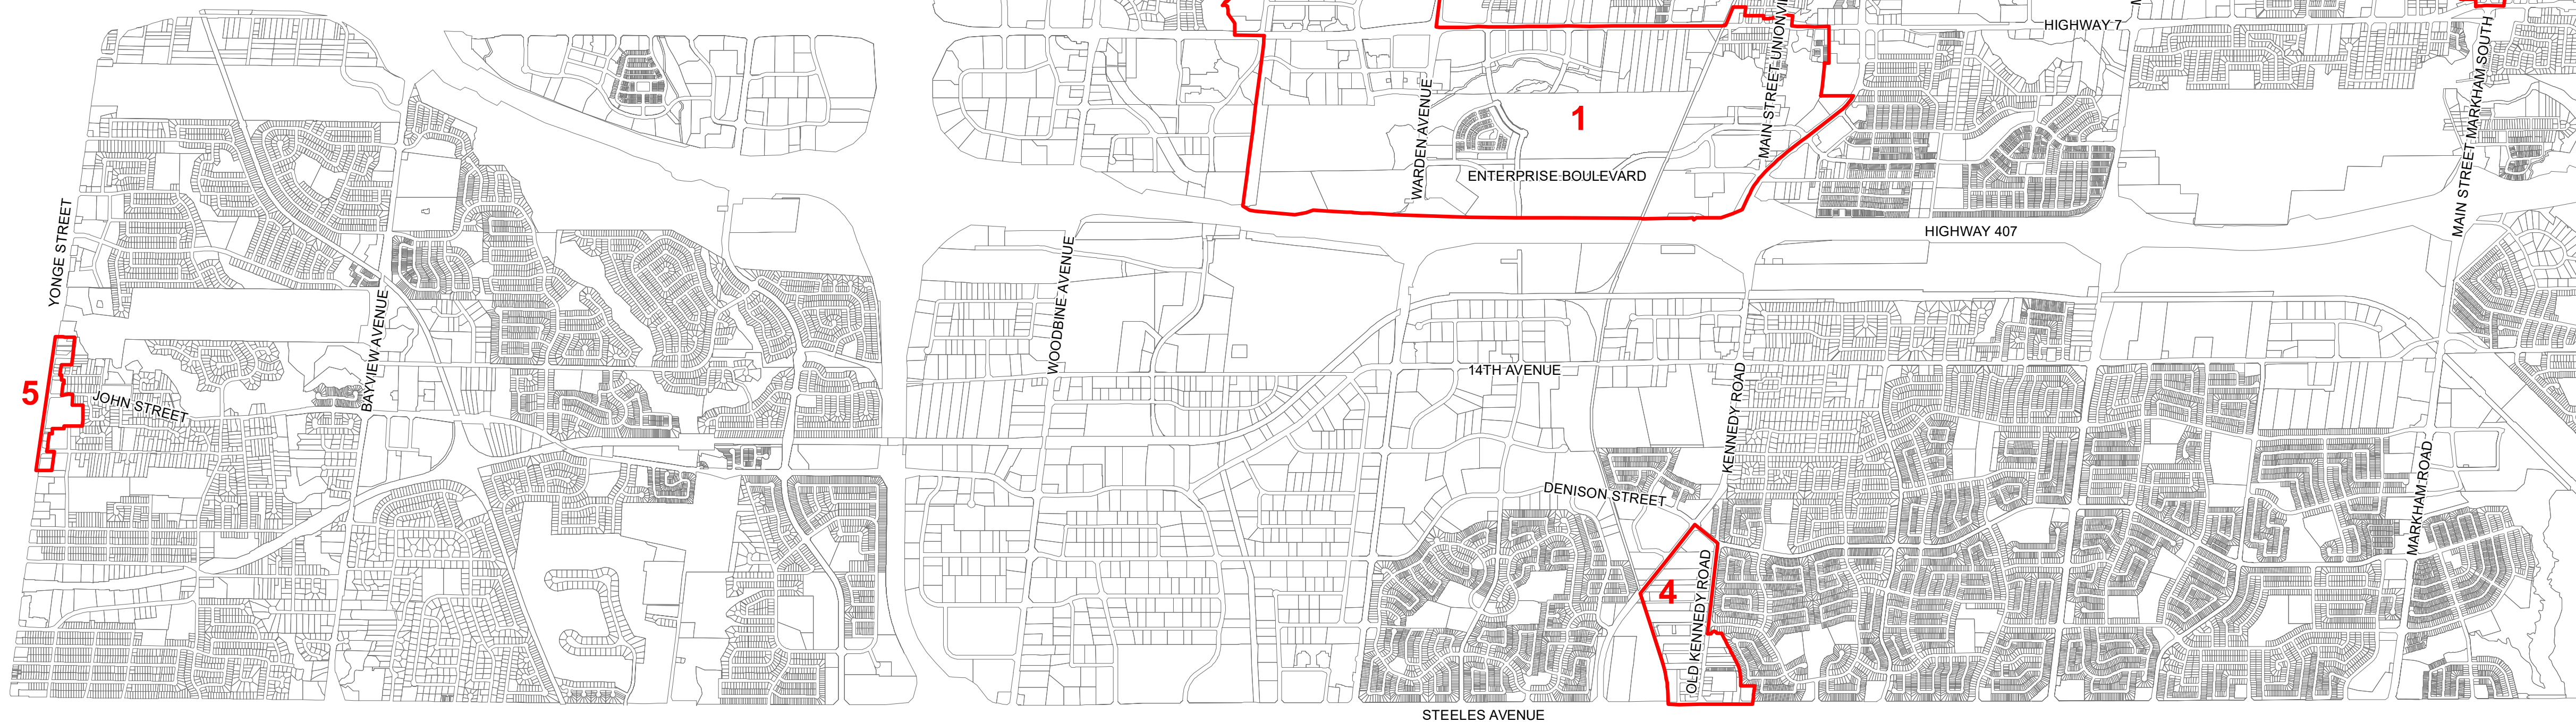 HIGHWAY 7
MAIN STREET UNIONVI
MAIN STREET MARKHAM SOUTH
1
WARDEN AVENUE
ENTERPRISE BOULEVARD
YONGE STREET
HIGHWAY 407
WOODBINE AVENUE
BAYVIEW AVENUE
14TH AVENUE
5
JOHN STREET
KENNEDY ROAD
DENISON STREET
MARKHAM ROAD
4
OLD KENNEDY ROAD
STEELES AVENUE